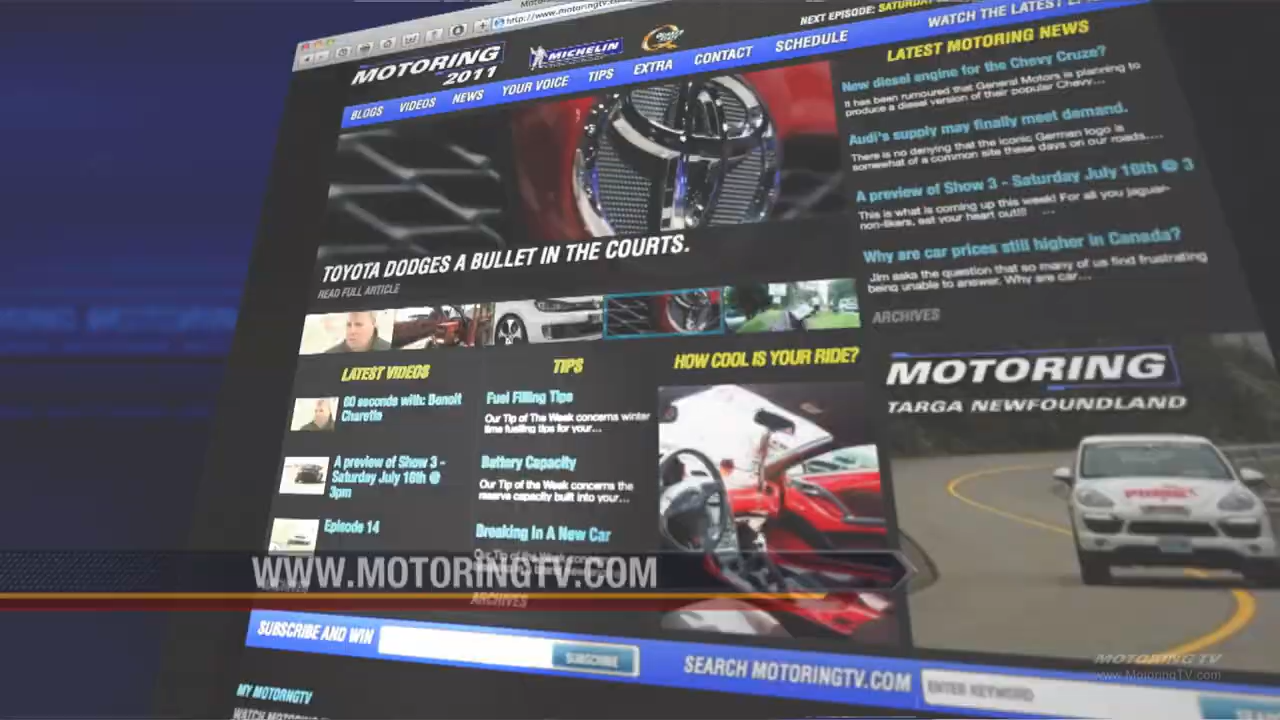 http://www.motoringtv.com
NEXT EPISODE: SATURDAY
WATCH THE LATEST
MOTORING
2011
MICHELIN
BLOGS VIDEOS NEWS YOUR VOICE TIPS EXTRA CONTACT SCHEDULE
TOYOTA DODGES A BULLET IN THE COURTS.
READ FULL ARTICLE
LATEST MOTORING NEWS
New diesel engine for the Chevy Cruze?
It has been rumoured that General Motors is planning to
produce a diesel version of their popular Chevy...
Audi's supply may finally meet demand.
There is no denying that the iconic German logo is
somewhat of a common site these days on our roads....
A preview of Show 3 - Saturday July 16th @ 3
This is what is coming up this week! For all you jaguar-
non-likers, eat your heart out!!! ...
Why are car prices still higher in Canada?
Jim asks the question that so many of us find frustrating
being unable to answer. Why are car...
ARCHIVES
LATEST VIDEOS
60 seconds with: Benoit
Charette
A preview of Show 3 -
Saturday July 16th @
3pm
Episode 14
TIPS
Fuel Filling Tips
Our Tip of The Week concerns winter
time fuelling tips for your...
Battery Capacity
Our Tip of the Week concerns the
reserve capacity built into your...
Breaking In A New Car
Our Tip of the Week
ARCHIVES
HOW COOL IS YOUR RIDE?
MOTORING
TARGA NEWFOUNDLAND
WWW.MOTORINGTV.COM
SUBSCRIBE AND WIN
SUBSCRIBE
SEARCH MOTORINGTV.COM
ENTER KEYWORD
MY MOTORNGTV
MOTORING TV
www.MotoringTV.com